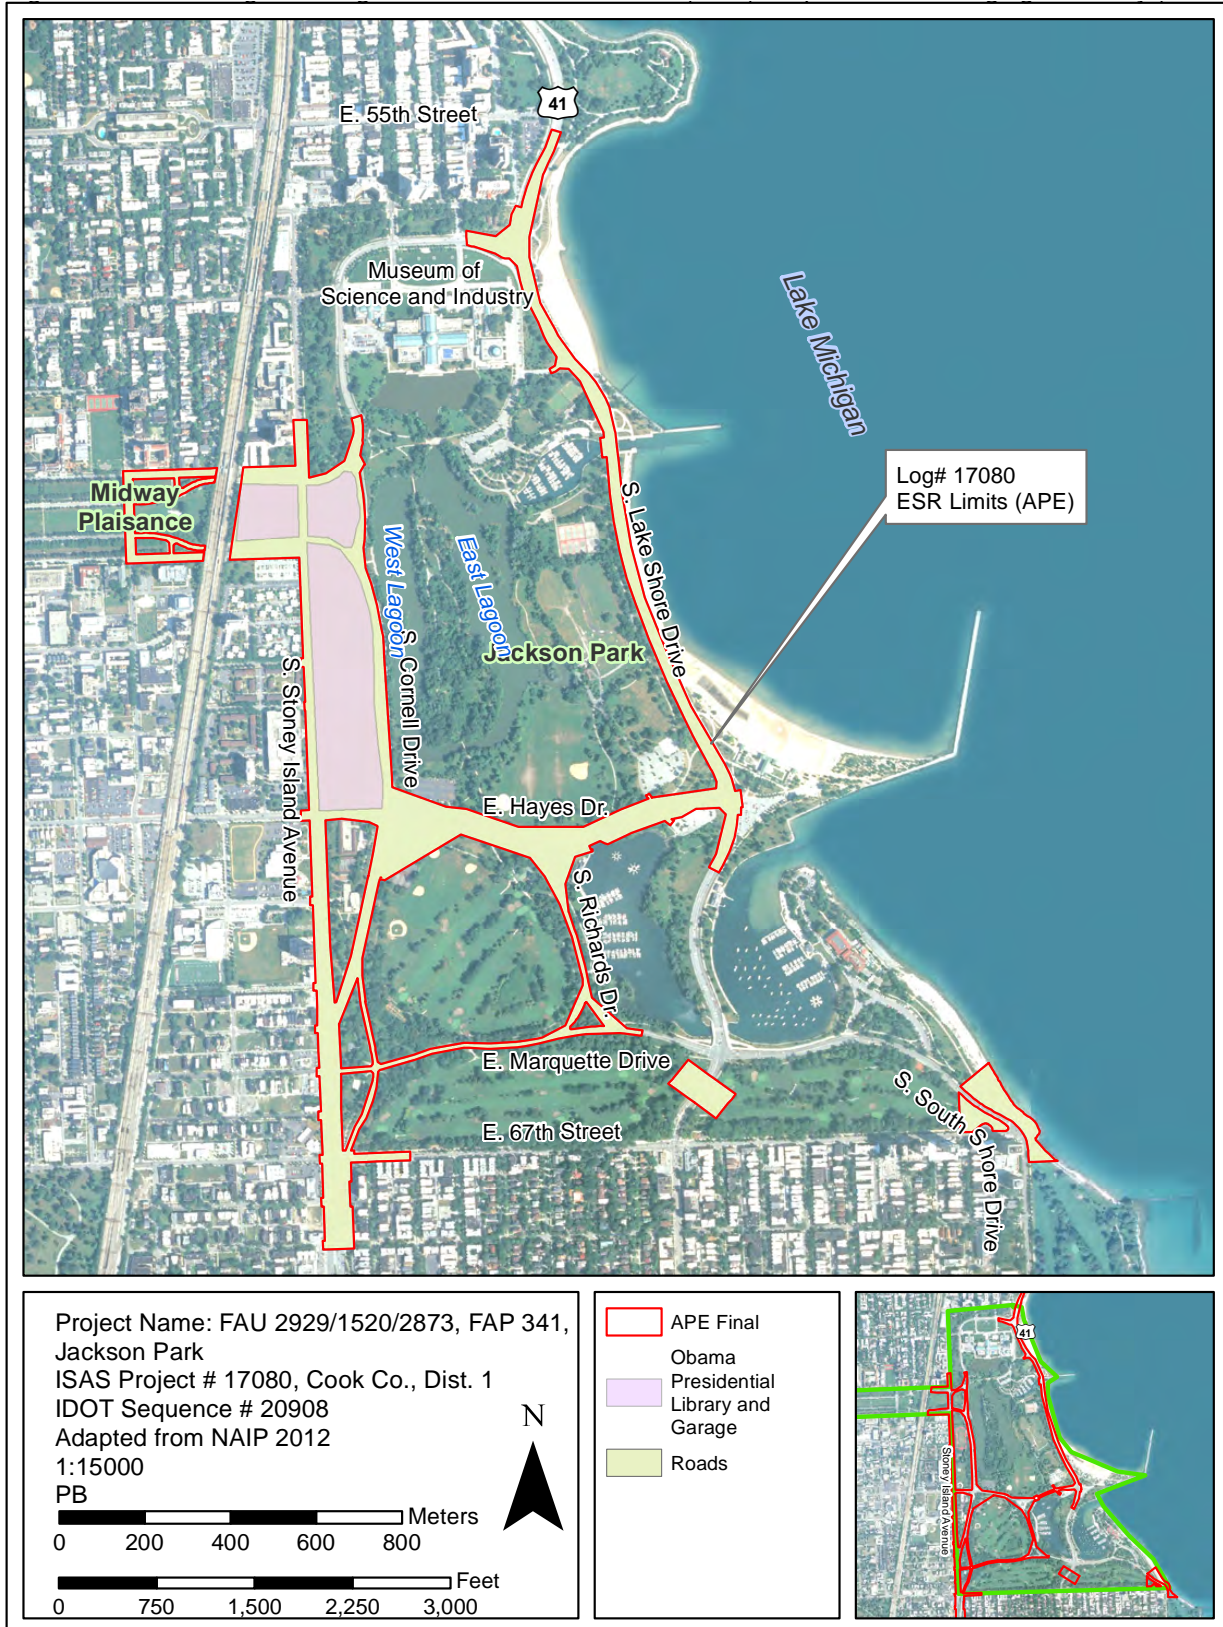 E. 55th Street
41
Museum of
Science and Industry
Lake Michigan
Log# 17080
ESR Limits (APE)
Midway
Plaisance
S. Lake Shore Drive
West Lagoon
East Lagoon
Jackson Park
S. Cornell Drive
S. Stoney Island Avenue
E. Hayes Dr.
S. Richards Dr.
E. Marquette Drive
S. South Shore Drive
E. 67th Street
Project Name: FAU 2929/1520/2873, FAP 341,
Jackson Park
ISAS Project # 17080, Cook Co., Dist. 1
IDOT Sequence # 20908
Adapted from NAIP 2012
1:15000
PB
N
Meters
0 200 400 600 800
Feet
0 750 1,500 2,250 3,000
APE Final
Obama
Presidential
Library and
Garage
Roads
41
Stoney Island Avenue